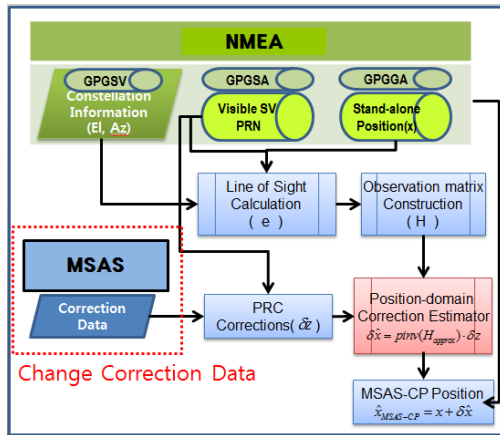 NMEA
GPGSV
GPGSA
GPGGA
Constellation
Information
(El, Az)
Visible SV
PRN
Stand-alone
Position(x)
Line of Sight
Calculation
( e )
Observation matrix
Construction
( H )
MSAS
Correction
Data
PRC
Corrections( δz )
Position-domain
Correction Estimator
δx̂ = pinv(H_approx)·δz
Change Correction Data
MSAS-CP Position
x̂_MSAS-CP = x + δx̂